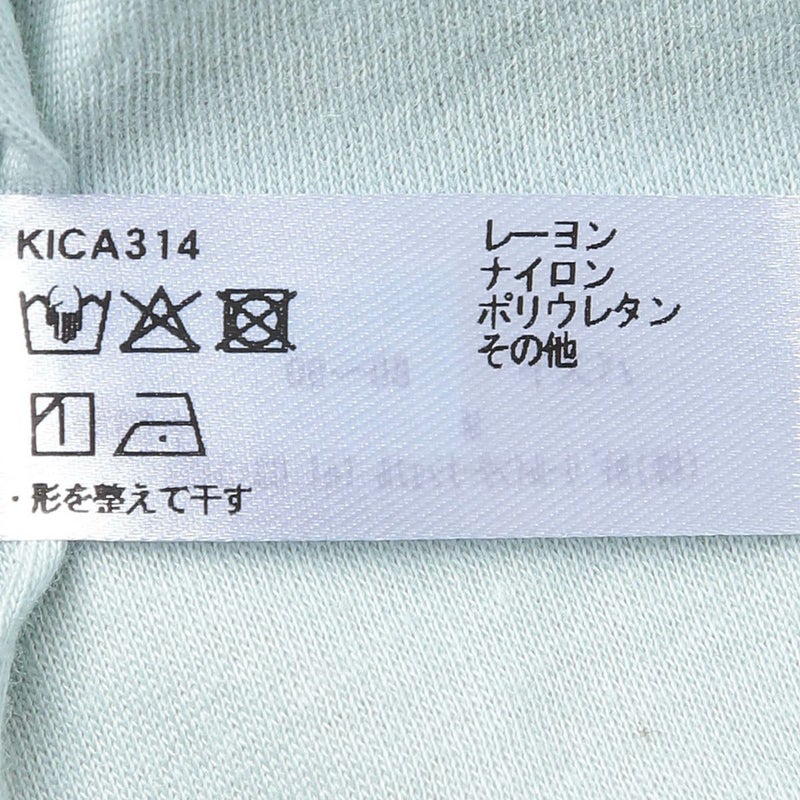 KICA314
レーヨン
ナイロン
ポリウレタン
その他
・形を整えて干す